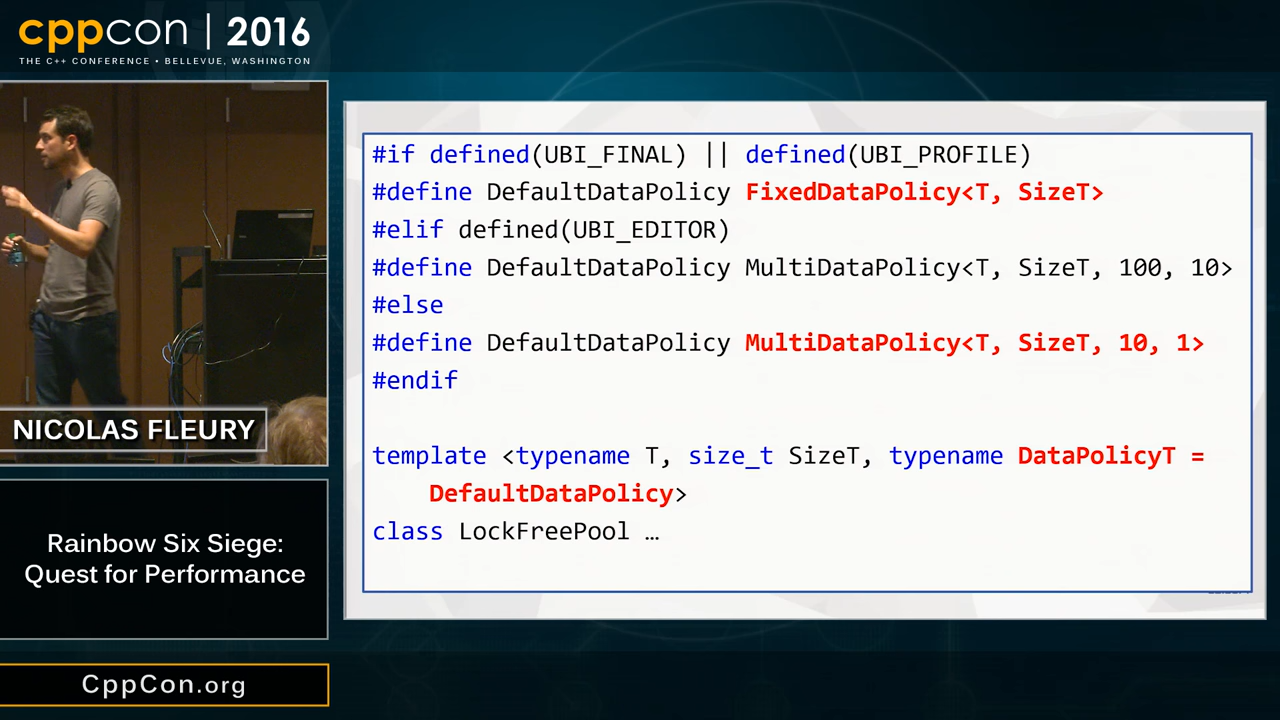 cppcon | 2016
THE C++ CONFERENCE • BELLEVUE, WASHINGTON
#if defined(UBI_FINAL) || defined(UBI_PROFILE)
#define DefaultDataPolicy FixedDataPolicy<T, SizeT>
#elif defined(UBI_EDITOR)
#define DefaultDataPolicy MultiDataPolicy<T, SizeT, 100, 10>
#else
#define DefaultDataPolicy MultiDataPolicy<T, SizeT, 10, 1>
#endif
template <typename T, size_t SizeT, typename DataPolicyT =
DefaultDataPolicy>
class LockFreePool …
NICOLAS FLEURY
Rainbow Six Siege:
Quest for Performance
CppCon.org